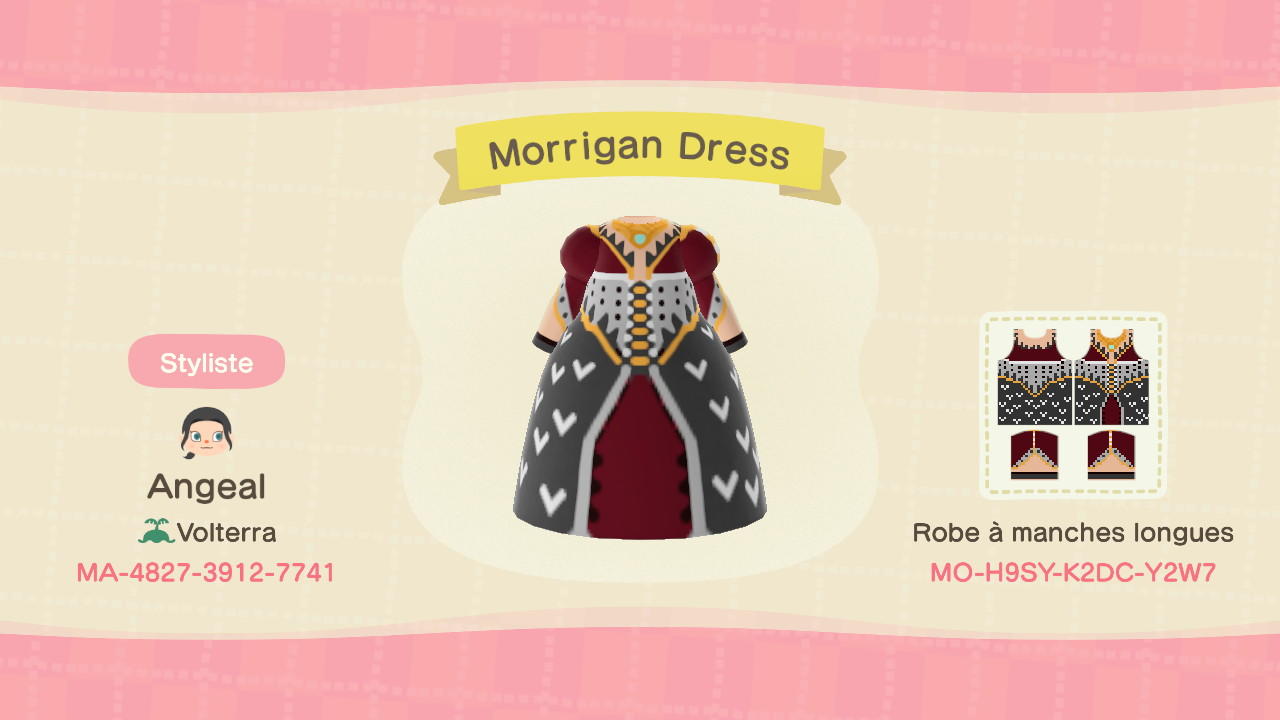 Morrigan Dress
Styliste
Angeal
Volterra
MA-4827-3912-7741
Robe à manches longues
MO-H9SY-K2DC-Y2W7